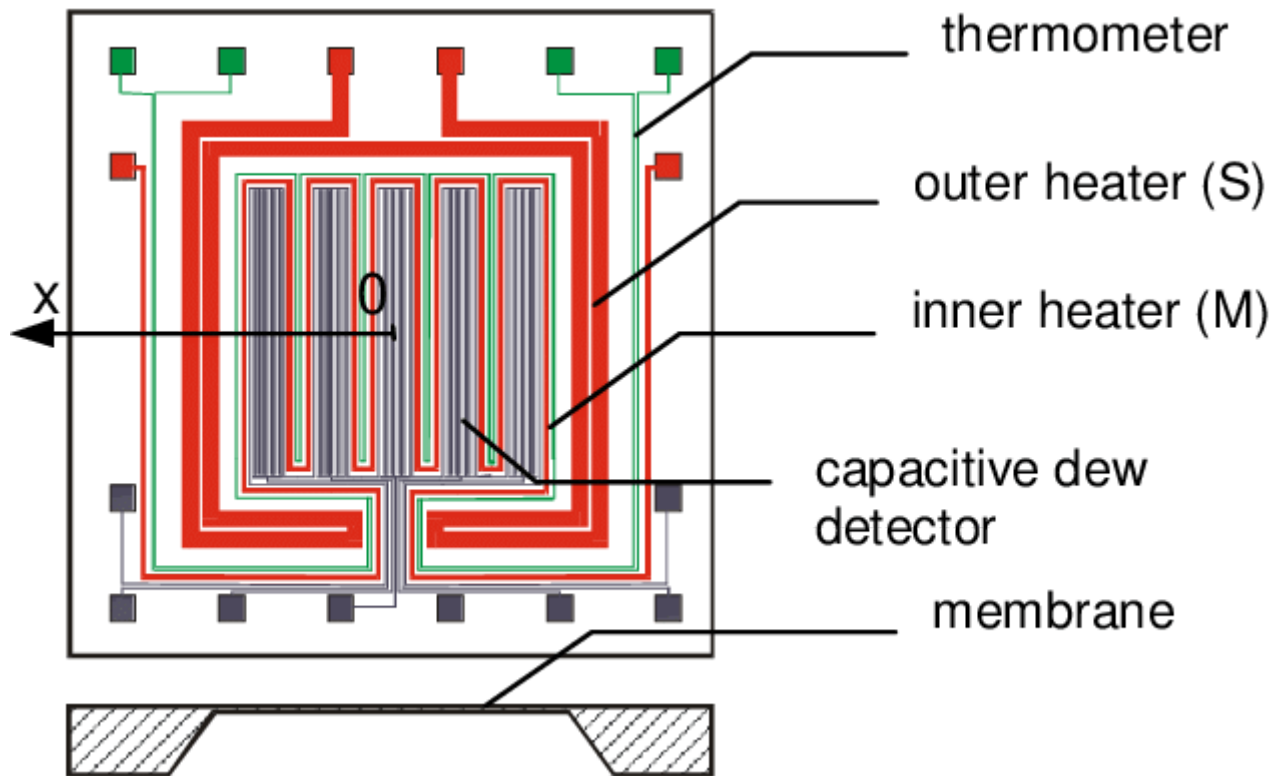 thermometer
outer heater (S)
x
0
inner heater (M)
capacitive dew
detector
membrane